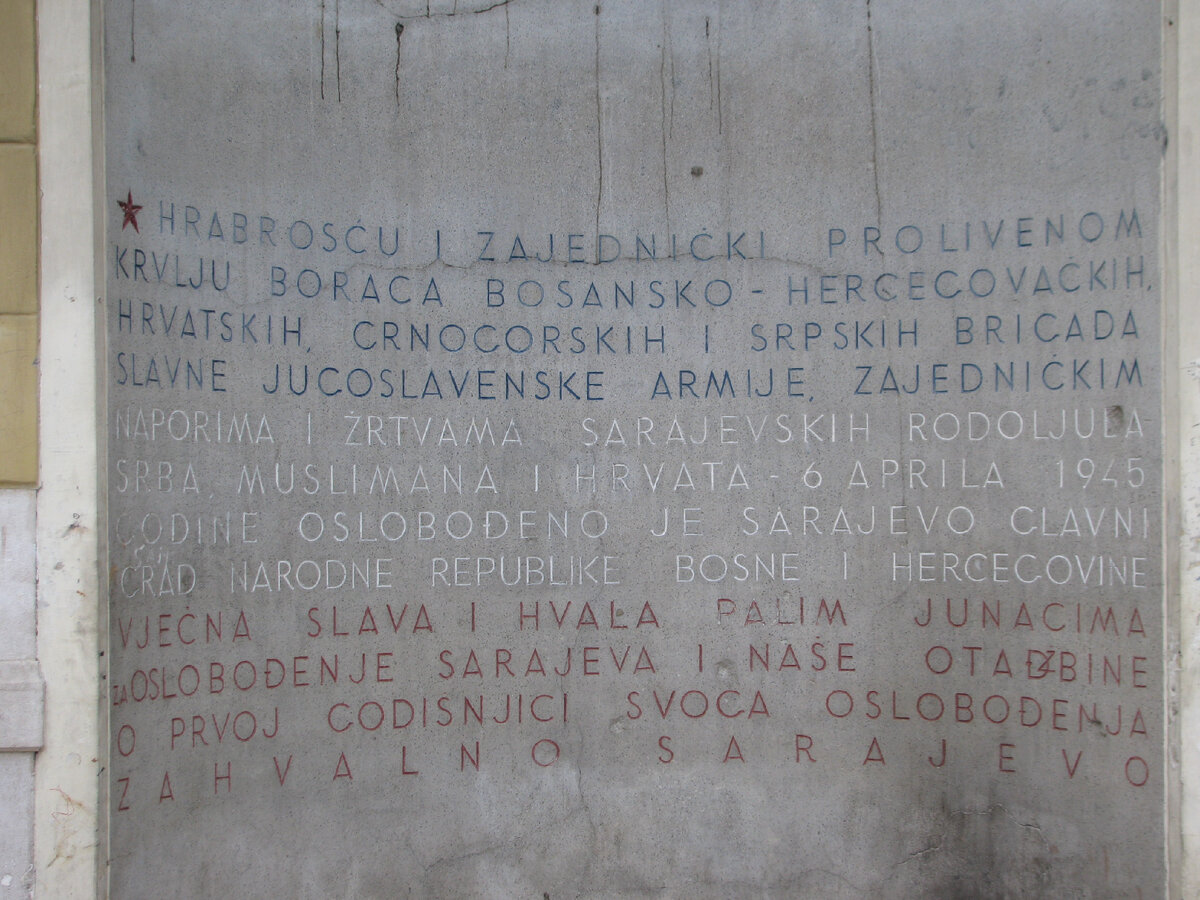 ★ HRABROSĆU I ZAJEDNIČKI PROLIVENOM
KRVLJU BORACA BOSANSKO-HERCEGOVAČKIH,
HRVATSKIH, CRNOGORSKIH I SRPSKIH BRIGADA
SLAVNE JUGOSLAVENSKE ARMIJE, ZAJEDNIČKIM
NAPORIMA I ŽRTVAMA SARAJEVSKIH RODOLJUBA
SRBA, MUSLIMANA I HRVATA - 6 APRILA 1945
GODINE OSLOBOĐENO JE SARAJEVO GLAVNI
GRAD NARODNE REPUBLIKE BOSNE I HERCEGOVINE
VJEČNA SLAVA I HVALA PALIM JUNACIMA
ZA OSLOBOĐENJE SARAJEVA I NAŠE OTADŽBINE
O PRVOJ GODIŠNJICI SVOGA OSLOBOĐENJA
ZAHVALNO SARAJEVO